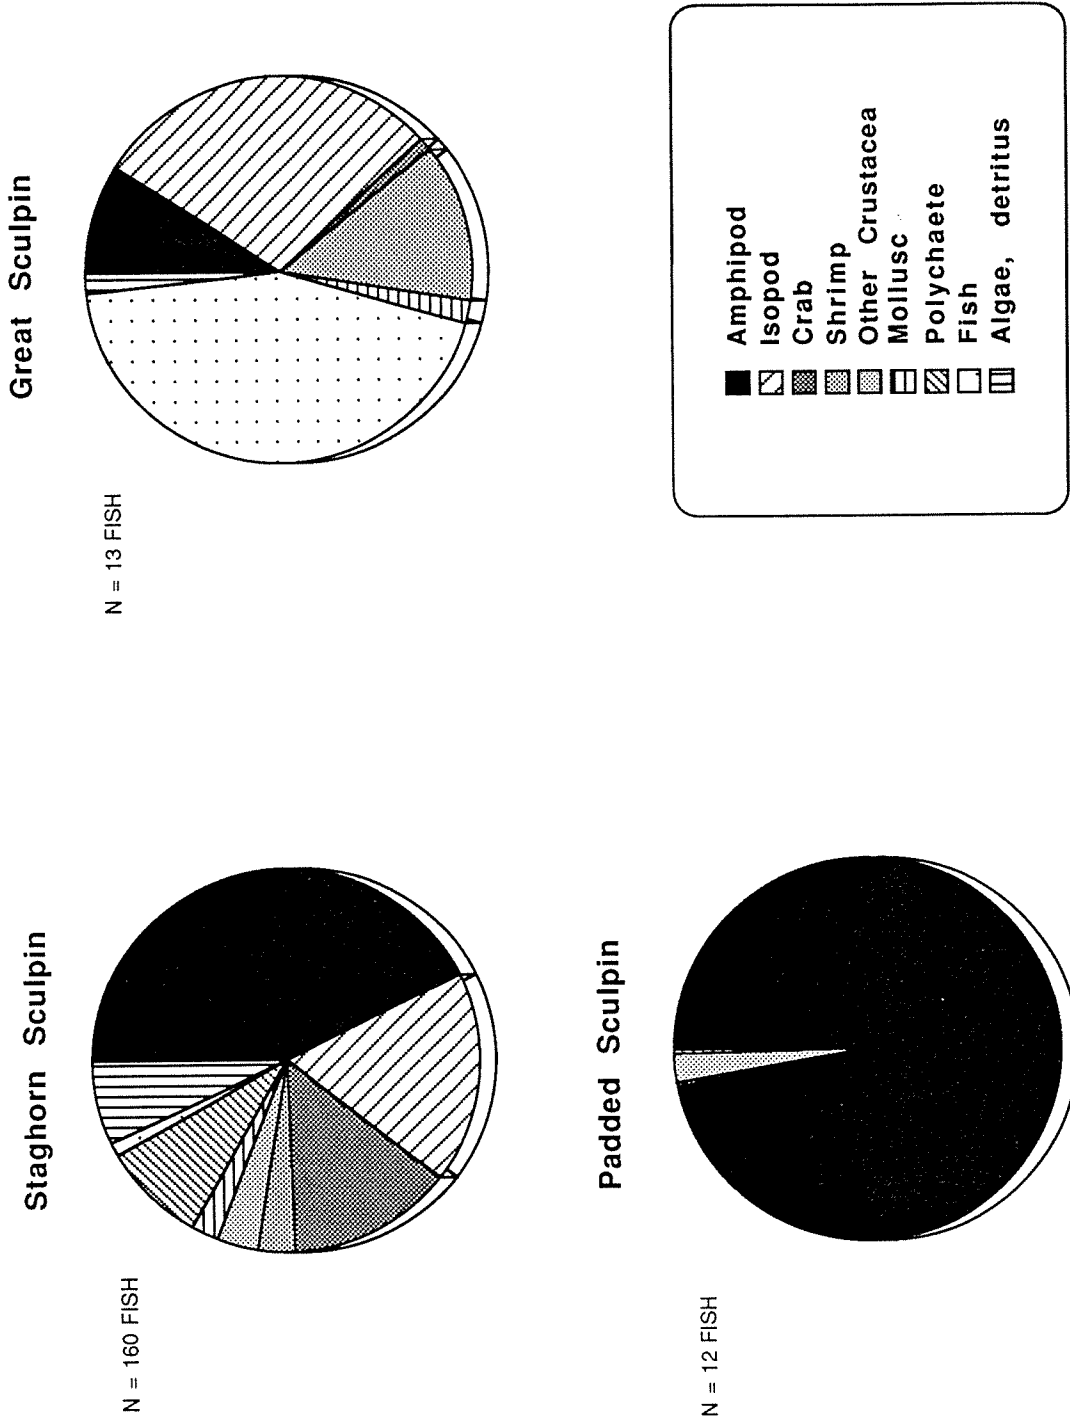 Staghorn Sculpin
N = 160 FISH
Great Sculpin
N = 13 FISH
Padded Sculpin
N = 12 FISH
Amphipod
Isopod
Crab
Shrimp
Other Crustacea
Mollusc
Polychaete
Fish
Algae, detritus